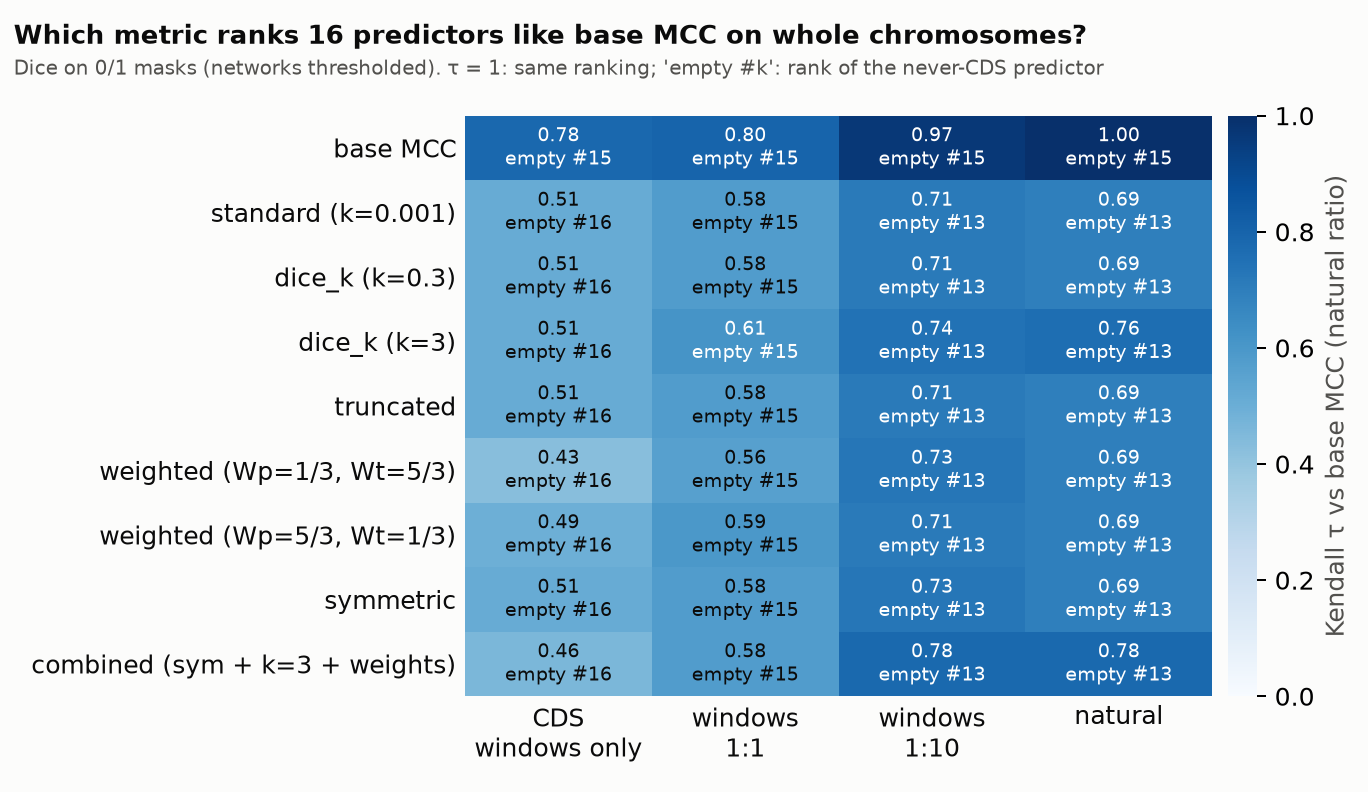 Which metric ranks 16 predictors like base MCC on whole chromosomes?
Dice on 0/1 masks (networks thresholded). τ = 1: same ranking; 'empty #k': rank of the never-CDS predictor
base MCC
0.78 0.80 0.97 1.00
empty #15 empty #15 empty #15 empty #15
standard (k=0.001)
0.51 0.58 0.71 0.69
empty #16 empty #15 empty #13 empty #13
dice_k (k=0.3)
0.51 0.58 0.71 0.69
empty #16 empty #15 empty #13 empty #13
dice_k (k=3)
0.51 0.61 0.74 0.76
empty #16 empty #15 empty #13 empty #13
truncated
0.51 0.58 0.71 0.69
empty #16 empty #15 empty #13 empty #13
weighted (Wp=1/3, Wt=5/3)
0.43 0.56 0.73 0.69
empty #16 empty #15 empty #13 empty #13
weighted (Wp=5/3, Wt=1/3)
0.49 0.59 0.71 0.69
empty #16 empty #15 empty #13 empty #13
symmetric
0.51 0.58 0.73 0.69
empty #16 empty #15 empty #13 empty #13
combined (sym + k=3 + weights)
0.46 0.58 0.78 0.78
empty #16 empty #15 empty #13 empty #13
CDS
windows only
windows
1:1
windows
1:10
natural
1.0
0.8
0.6
0.4
0.2
0.0
Kendall τ vs base MCC (natural ratio)